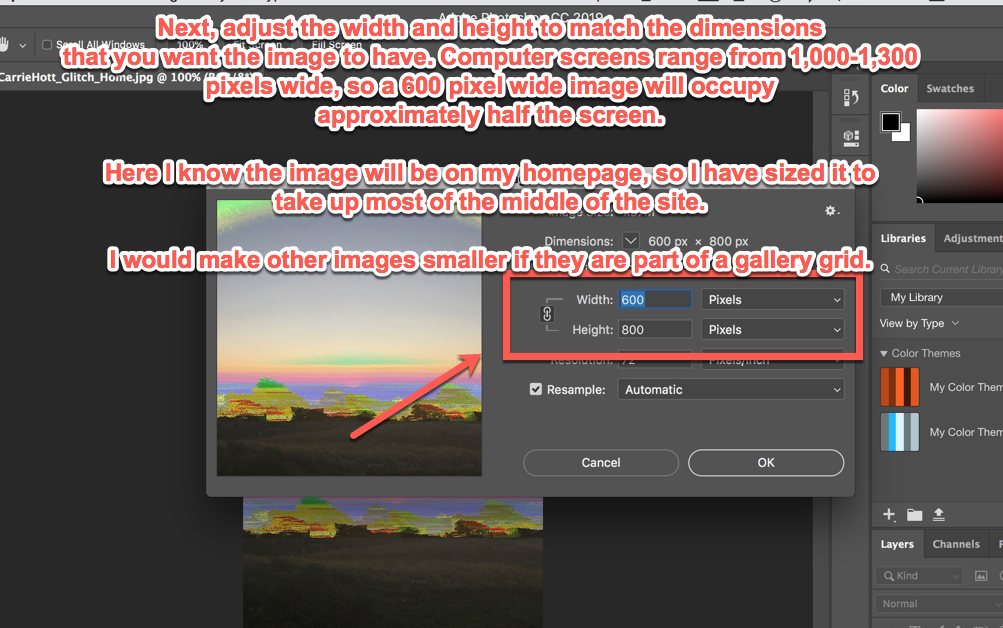 Adobe Photoshop CC 2019
Next, adjust the width and height to match the dimensions
that you want the image to have. Computer screens range from 1,000-1,300
pixels wide, so a 600 pixel wide image will occupy
approximately half the screen.
Scroll All Windows
100%
Fit Screen
Fill Screen
CarrieHott_Glitch_Home.jpg @ 100%
Here I know the image will be on my homepage, so I have sized it to
take up most of the middle of the site.
I would make other images smaller if they are part of a gallery grid.
Dimensions: 600 px × 800 px
Width: 600 Pixels
Height: 800 Pixels
Resolution: 72 Pixels/Inch
Resample: Automatic
Cancel
OK
Color
Swatches
Libraries
Adjustment
Search Current Library
My Library
View by Type
Color Themes
My Color Them
My Color Them
Layers
Channels
Kind
Normal